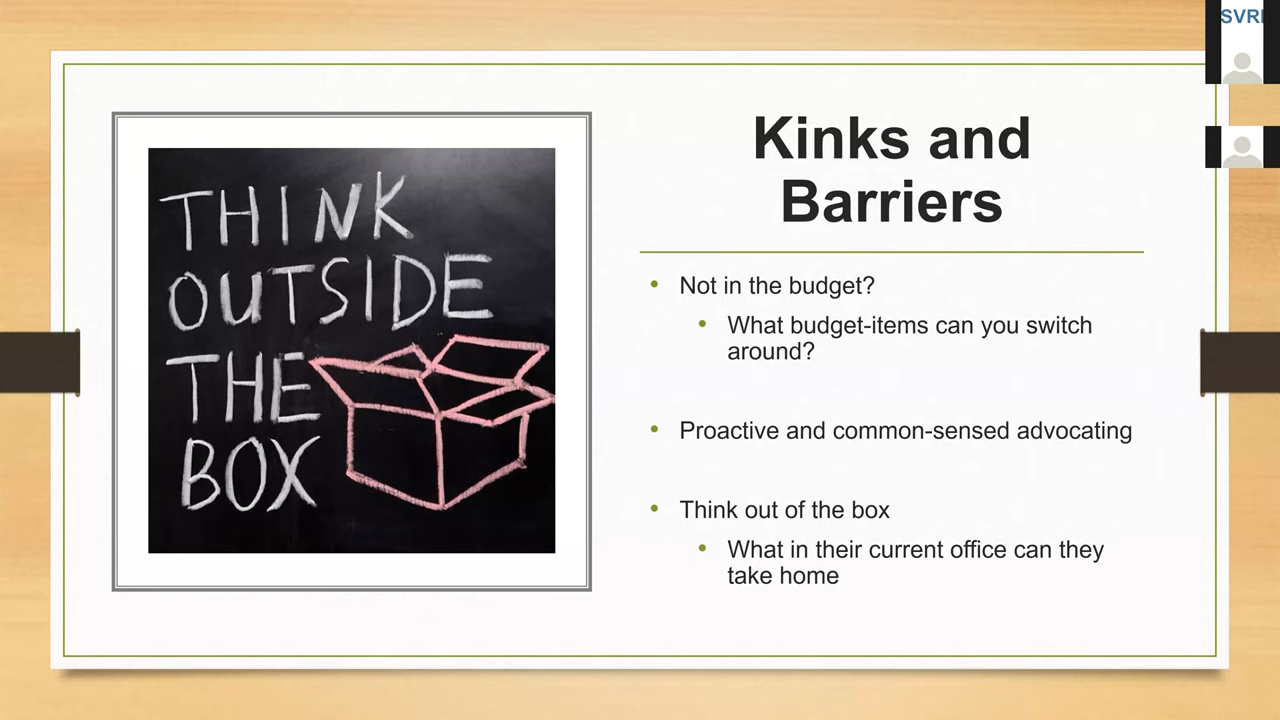 SVRI
THINK
OUTSIDE
THE
BOX
Kinks and
Barriers
Not in the budget?
What budget-items can you switch
around?
Proactive and common-sensed advocating
Think out of the box
What in their current office can they
take home